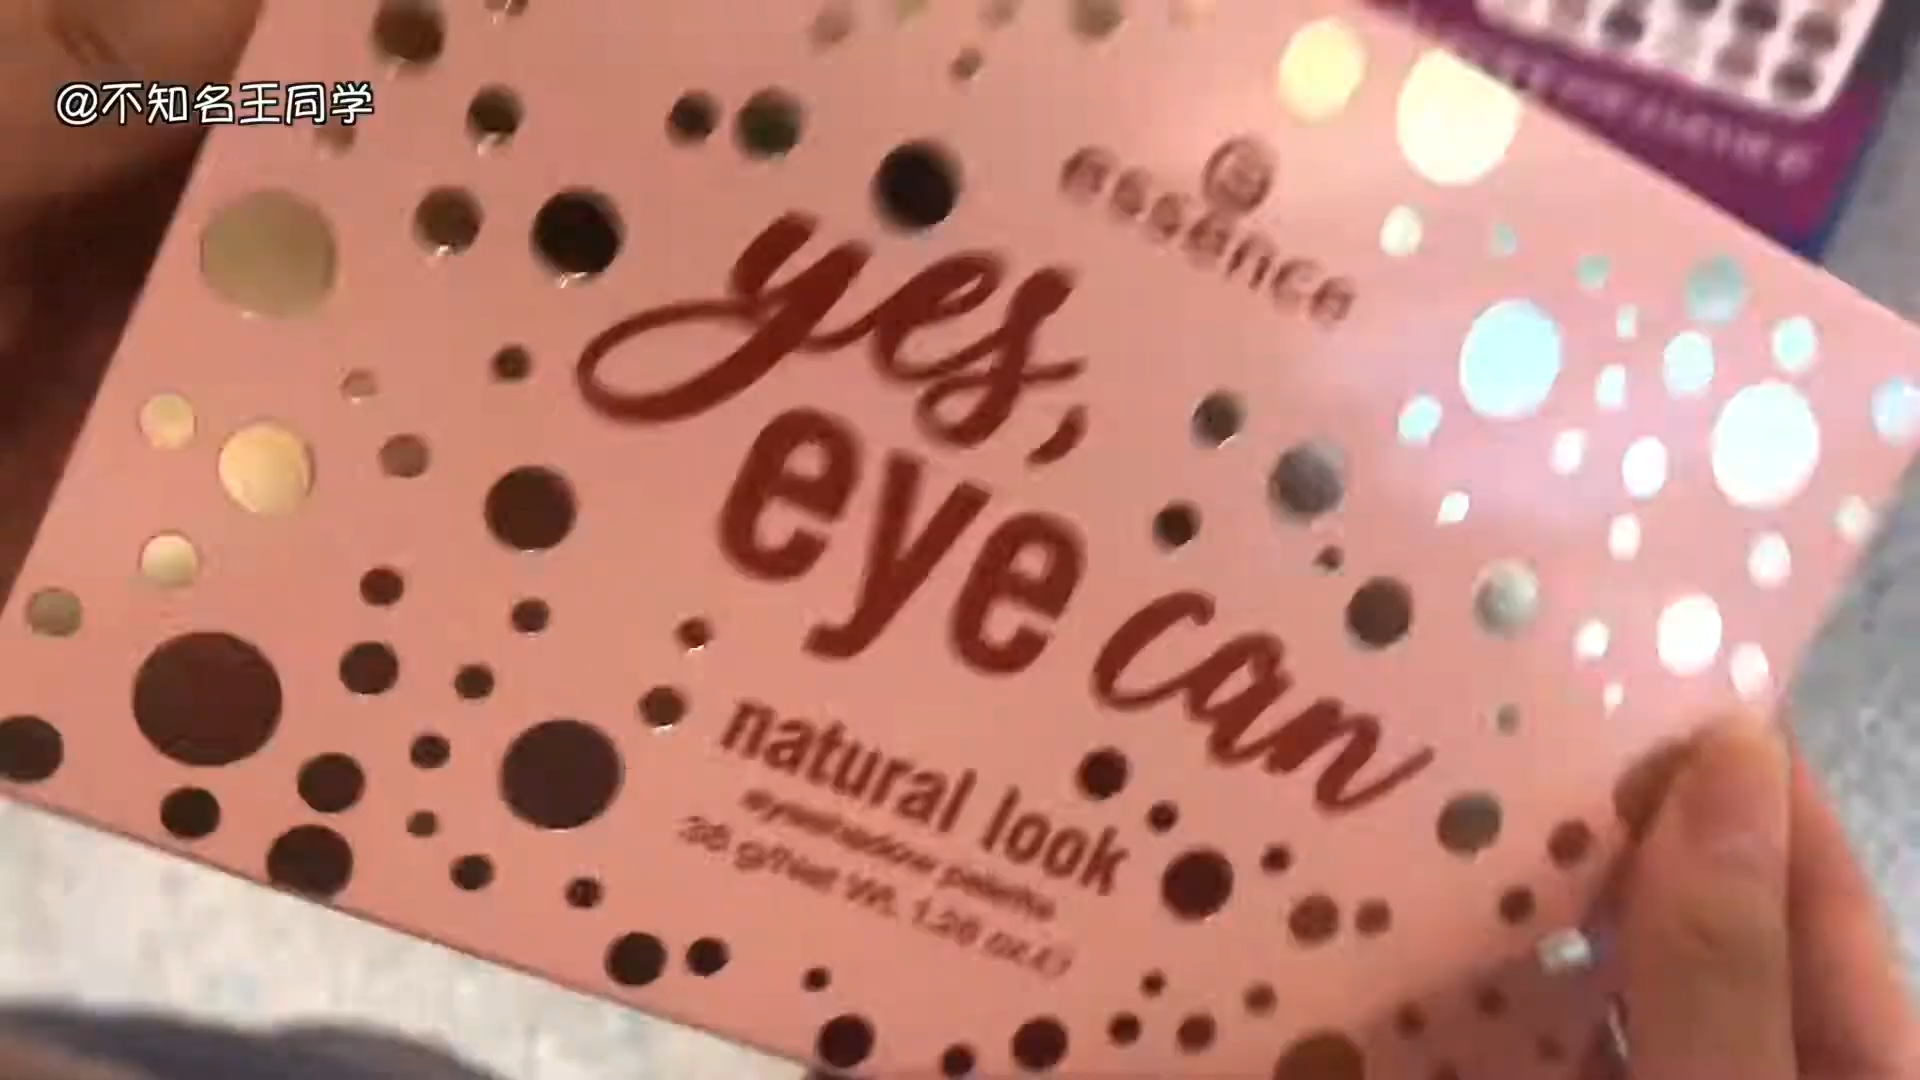 @不知名王同学
essence
yes,
eye can
natural look
eyeshadow palette